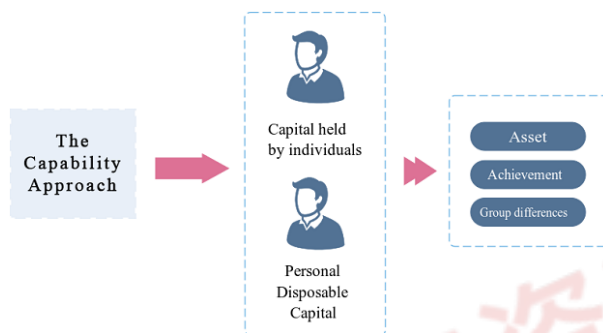 The
Capability
Approach
Capital held
by individuals
Personal
Disposable
Capital
Asset
Achievement
Group differences